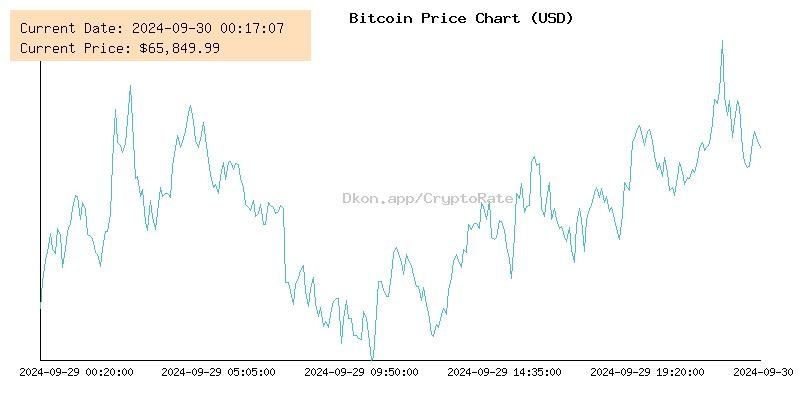 Bitcoin Price Chart (USD)
Current Date: 2024-09-30 00:17:07
Current Price: $65,849.99
Dkon.app/CryptoRate
2024-09-29 00:20:00 2024-09-29 05:05:00 2024-09-29 09:50:00 2024-09-29 14:35:00 2024-09-29 19:20:00 2024-09-30